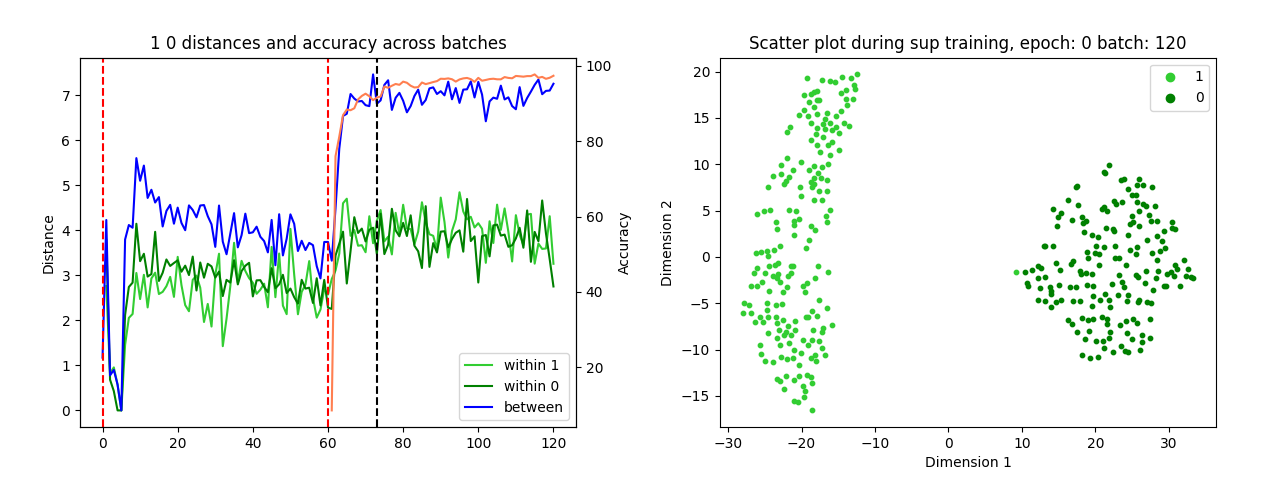 1 0 distances and accuracy across batches
Distance
7
6
5
4
3
2
1
0
0 20 40 60 80 100 120
100
80
60
40
20
Accuracy
within 1
within 0
between
Scatter plot during sup training, epoch: 0 batch: 120
Dimension 2
20
15
10
5
0
−5
−10
−15
−30 −20 −10 0 10 20 30
Dimension 1
1
0